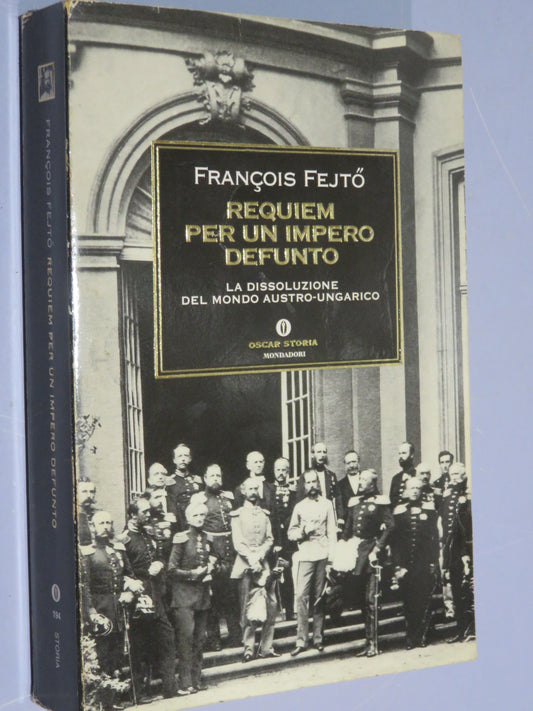 FRANÇOIS FEJTŐ
REQUIEM
PER UN IMPERO
DEFUNTO
LA DISSOLUZIONE
DEL MONDO AUSTRO-UNGARICO
OSCAR STORIA
MONDADORI
FRANÇOIS FEJTŐ REQUIEM PER UN IMPERO DEFUNTO
194
STORIA